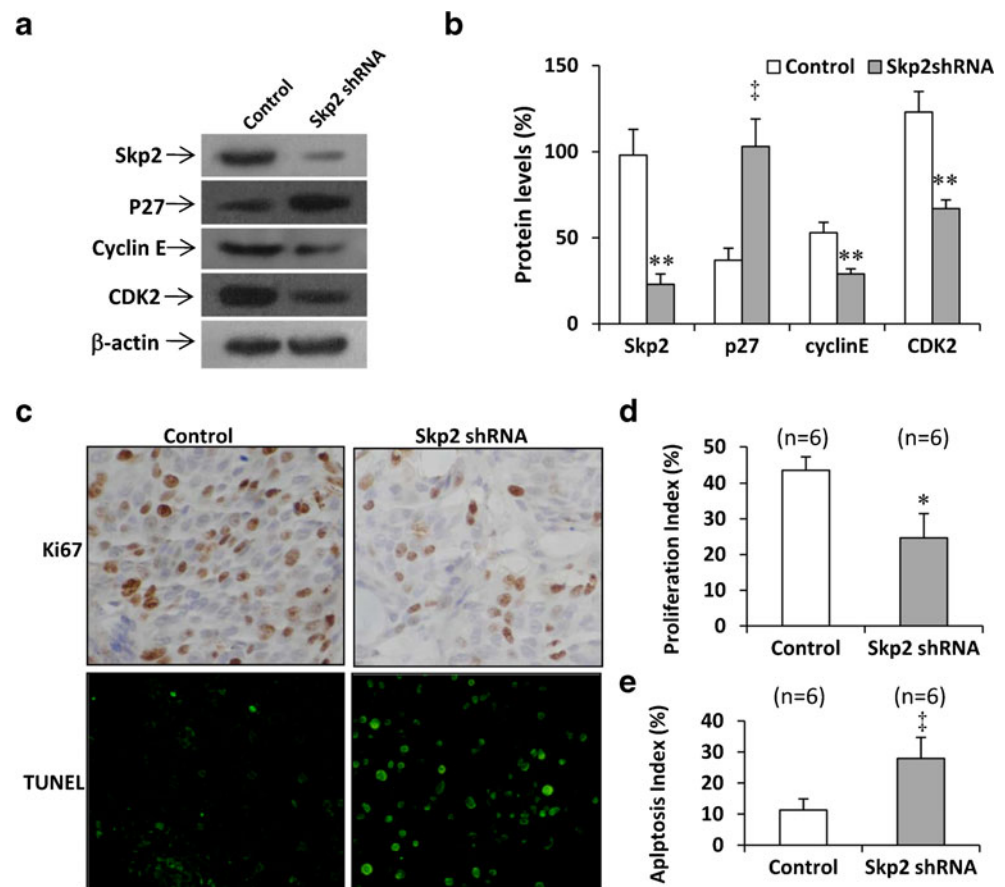 a
Control
Skp2 shRNA
Skp2
P27
Cyclin E
CDK2
β-actin
b
Control
Skp2shRNA
Protein levels (%)
150
100
50
0
**
‡
**
**
Skp2
p27
cyclinE
CDK2
c
Control
Skp2 shRNA
Ki67
TUNEL
d
Proliferation Index (%)
50
40
30
20
10
0
(n=6)
(n=6)
*
Control
Skp2 shRNA
e
Aplptosis Index (%)
40
30
20
10
0
(n=6)
(n=6)
‡
Control
Skp2 shRNA